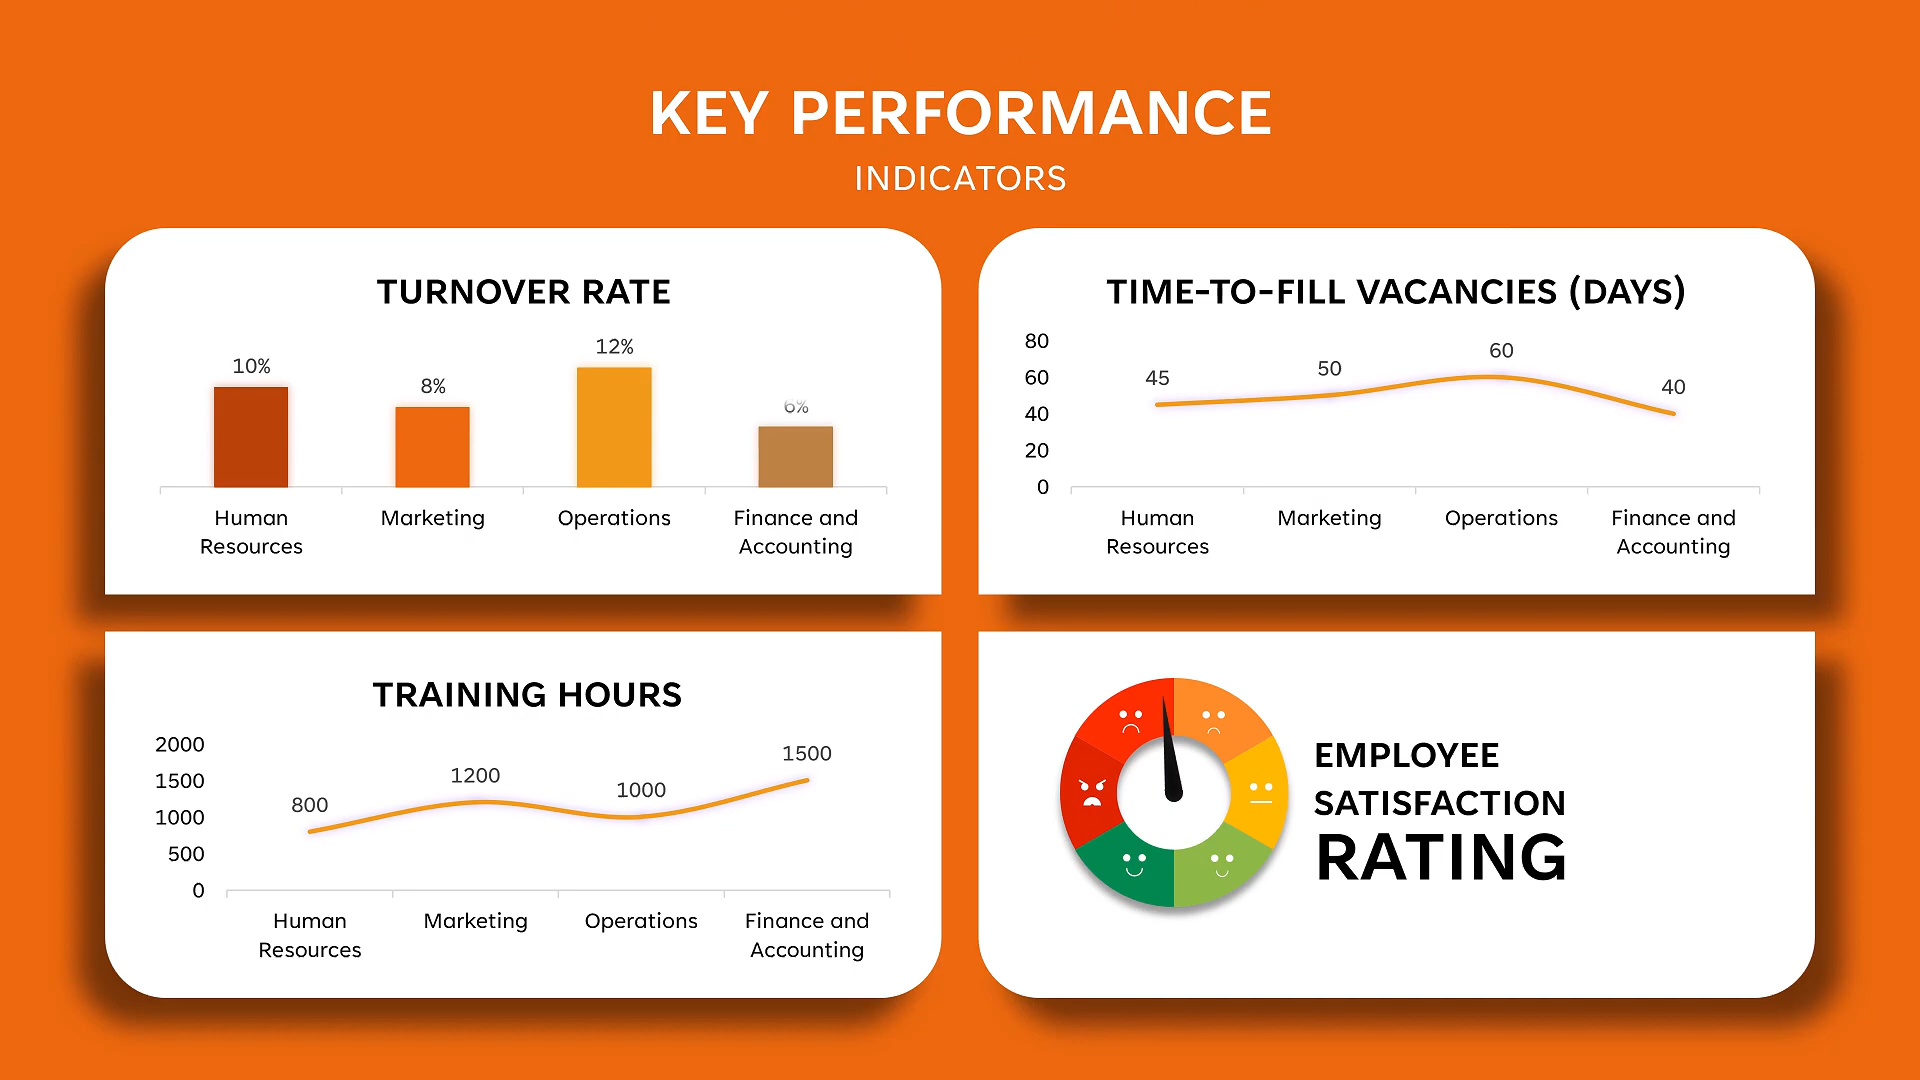 KEY PERFORMANCE
INDICATORS
TURNOVER RATE
10%
8%
12%
6%
Human
Resources
Marketing
Operations
Finance and
Accounting
TIME-TO-FILL VACANCIES (DAYS)
80
60
40
20
0
45
50
60
40
Human
Resources
Marketing
Operations
Finance and
Accounting
TRAINING HOURS
2000
1500
1000
500
0
800
1200
1000
1500
Human
Resources
Marketing
Operations
Finance and
Accounting
EMPLOYEE
SATISFACTION
RATING